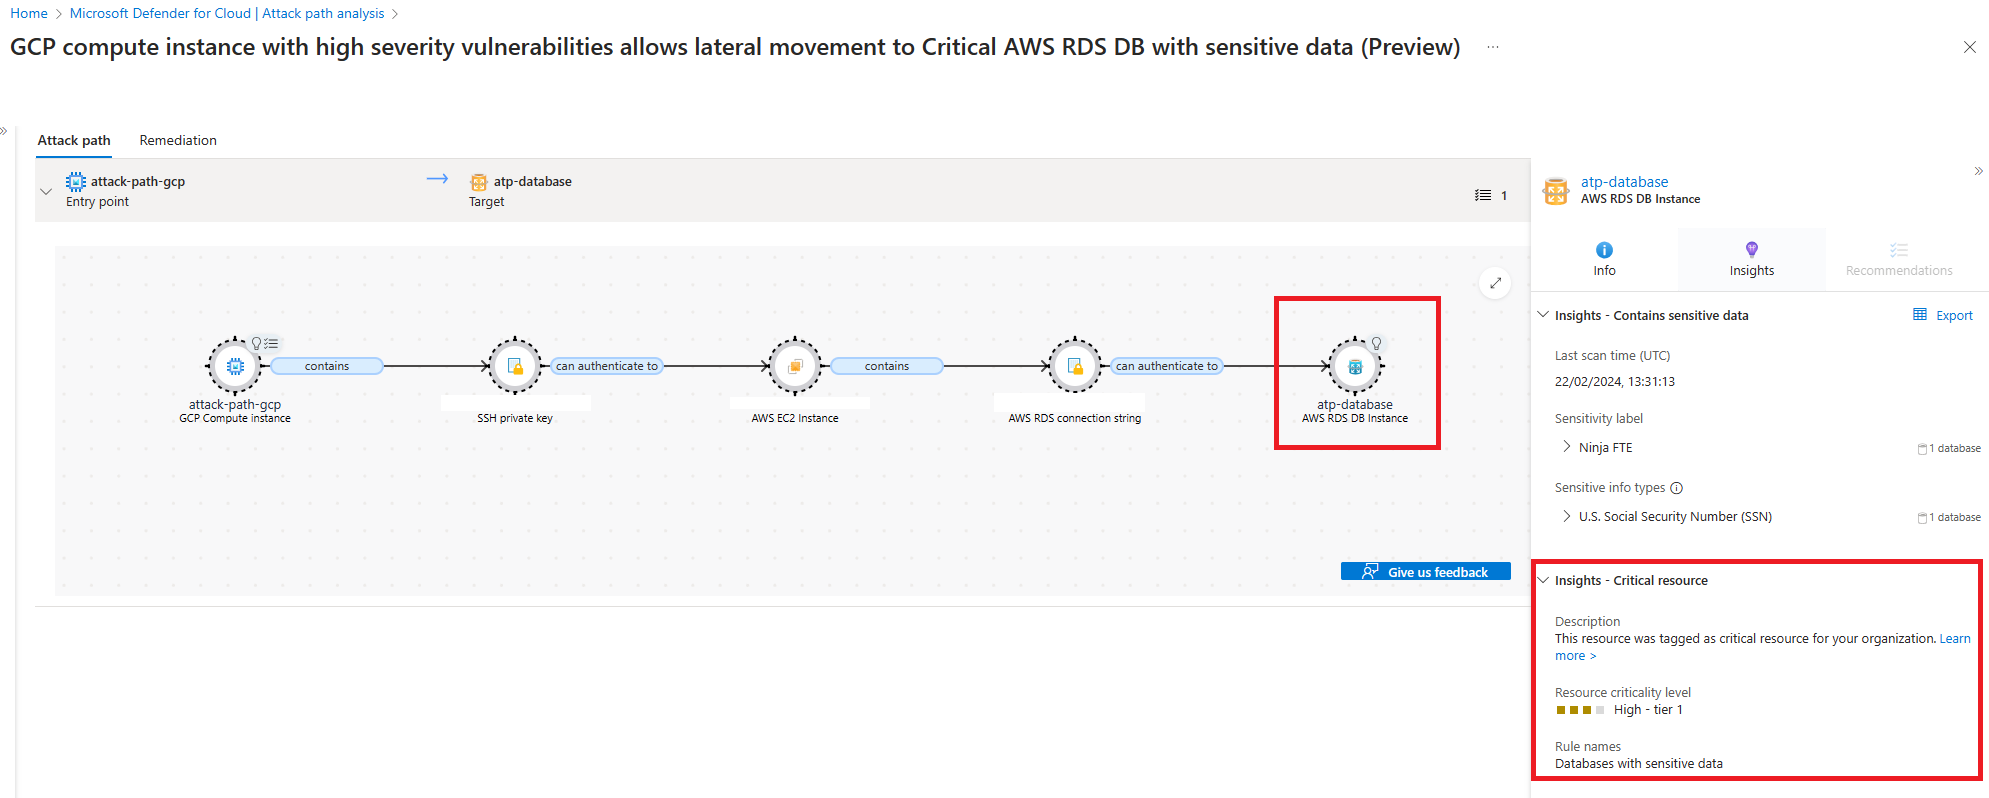 Home > Microsoft Defender for Cloud | Attack path analysis >
GCP compute instance with high severity vulnerabilities allows lateral movement to Critical AWS RDS DB with sensitive data (Preview) ...
Attack path Remediation
attack-path-gcp
Entry point
atp-database
Target
1
contains
can authenticate to
contains
can authenticate to
attack-path-gcp
GCP Compute instance
SSH private key
AWS EC2 Instance
AWS RDS connection string
atp-database
AWS RDS DB Instance
Give us feedback
atp-database
AWS RDS DB Instance
Info
Insights
Recommendations
Insights - Contains sensitive data
Export
Last scan time (UTC)
22/02/2024, 13:31:13
Sensitivity label
Ninja FTE 1 database
Sensitive info types
U.S. Social Security Number (SSN) 1 database
Insights - Critical resource
Description
This resource was tagged as critical resource for your organization. Learn
more >
Resource criticality level
High - tier 1
Rule names
Databases with sensitive data